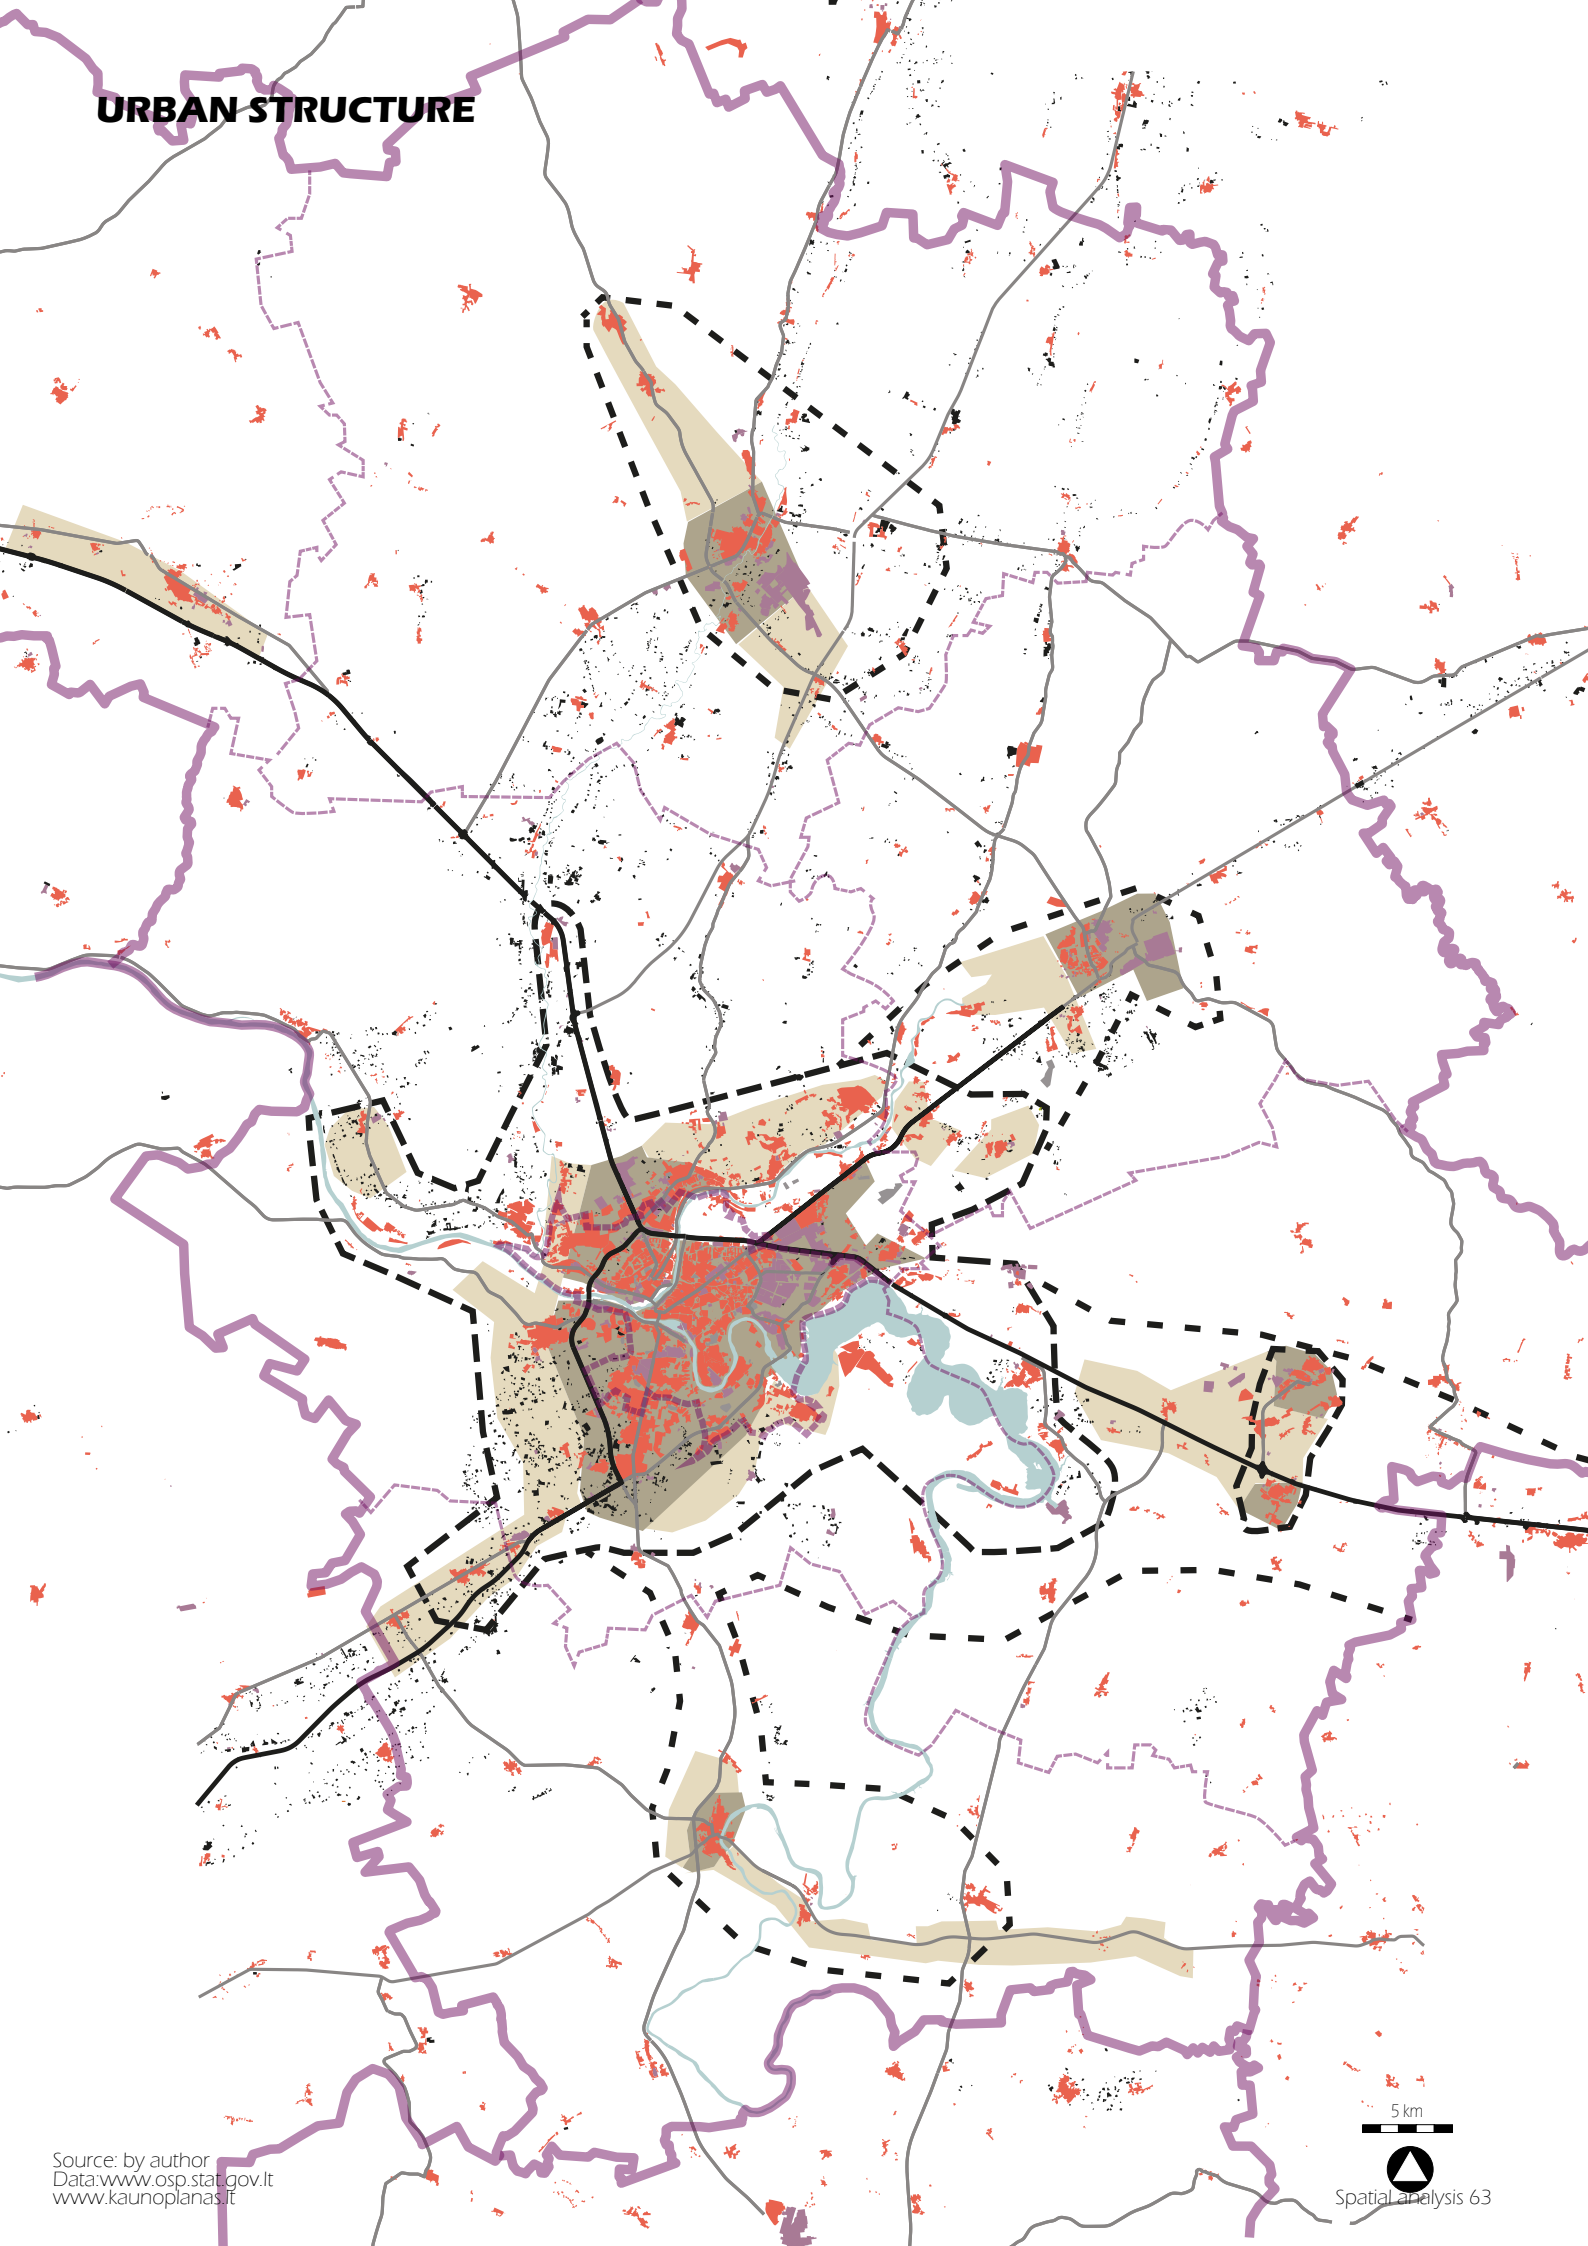 URBAN STRUCTURE
5 km
Source: by author
Data:www.osp.stat.gov.lt
www.kaunoplanas.lt
Spatial analysis 63